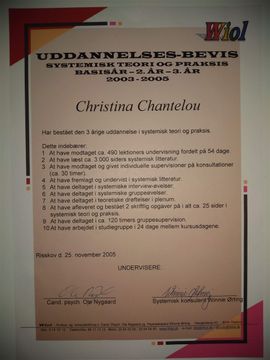 Wiol
UDDANNELSES-BEVIS
SYSTEMISK TEORI OG PRAKSIS
BASISÅR - 2. ÅR - 3. ÅR
2003 - 2005
Christina Chantelou
Har bestået den 3 årige uddannelse i systemisk teori og praksis.
Dette indebærer:
1 At have modtaget ca. 490 lektioners undervisning fordelt på 54 dage.
2 At have læst ca. 3.000 siders systemisk litteratur.
3 At have modtaget og givet individuelle supervisioner på konsultationer
(ca. 30 timer).
4 At have fremlagt og undervist i systemisk litteratur.
5 At have deltaget i systemiske interview-øvelser.
6 At have deltaget i systemiske gruppeøvelser.
7 At have deltaget i teoretiske drøftelser i plenum.
8 At have afleveret og bestået 2 skriftlig opgaver på i alt ca. 25 sider i
systemisk teori og praksis.
9 At have deltaget i ca. 120 timers gruppesupervision.
10 At have arbejdet i studiegruppe i 24 dage mellem kursusdagene.
Risskov d. 25. november 2005
UNDERVISERE:
Cand. psych. Ole Nygaard
Systemisk konsulent Ronnie Ørting